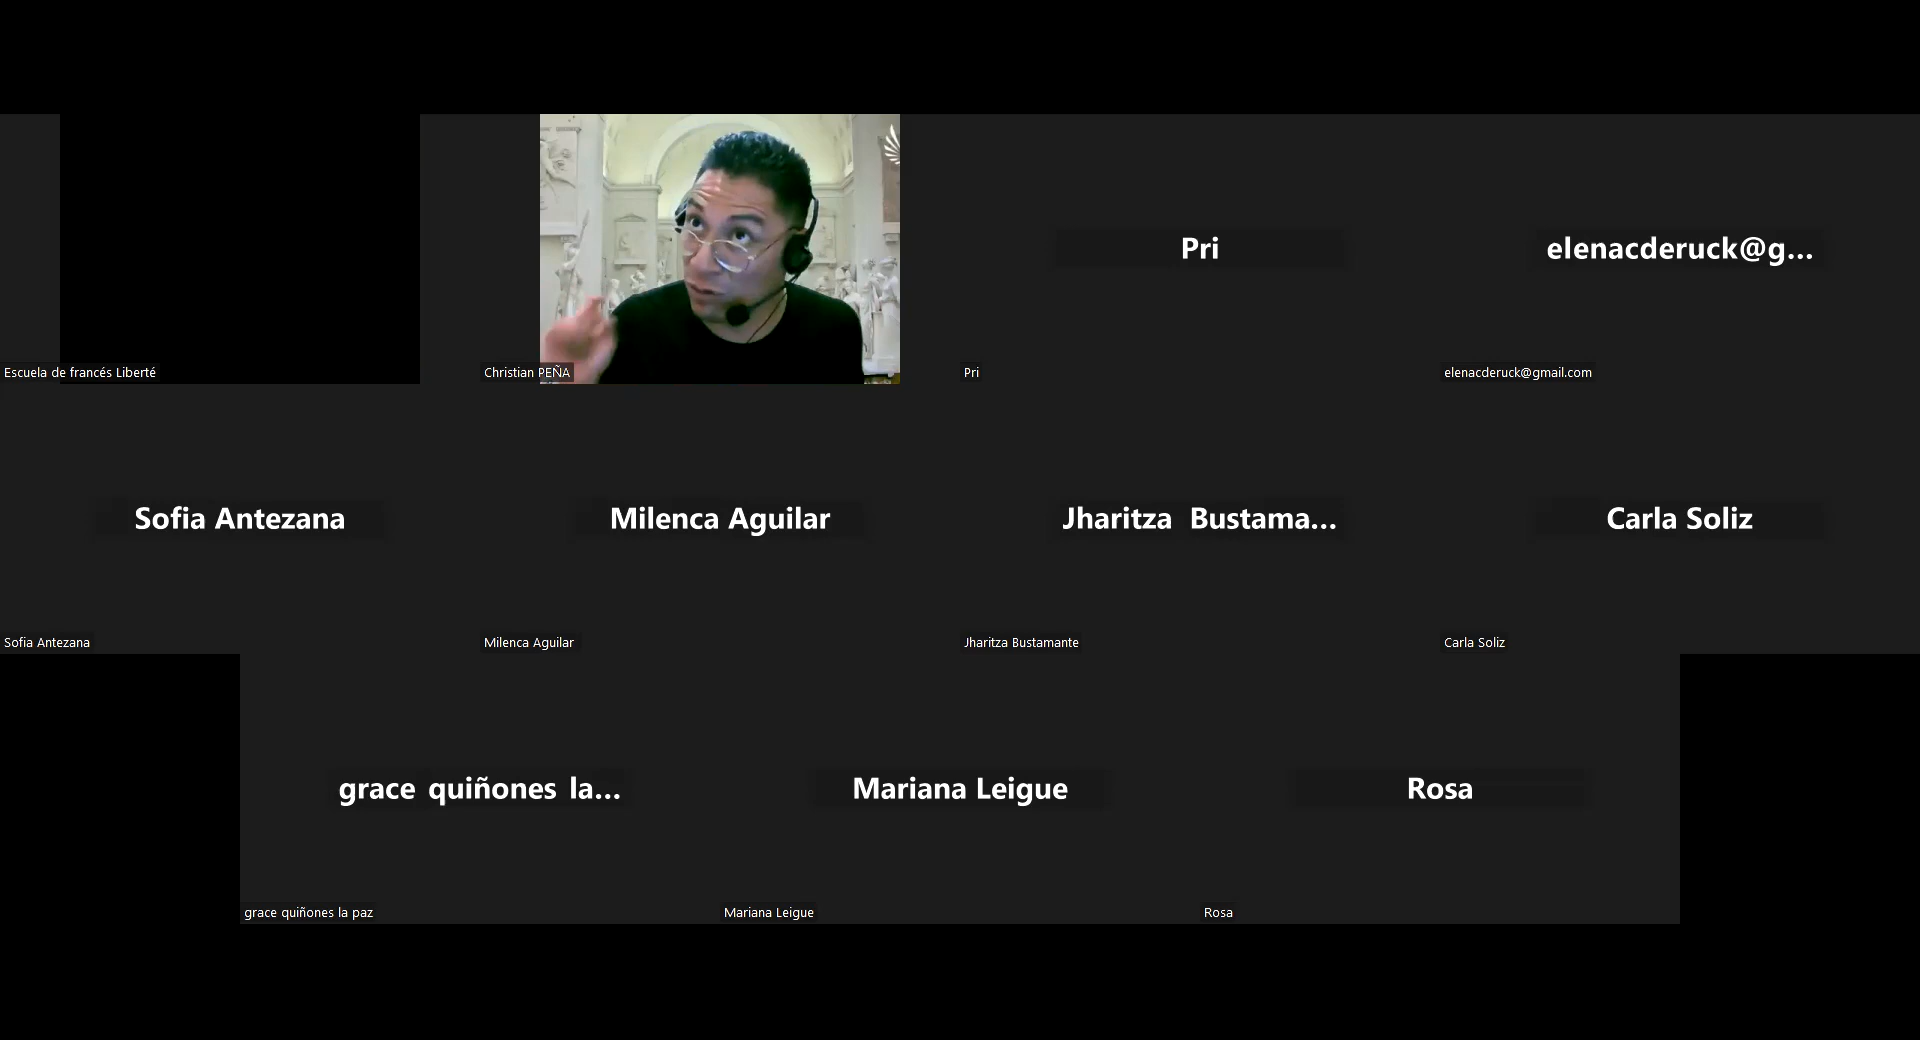 Escuela de francés Liberté
Christian PEÑA
Pri
Pri
elenacderuck@g...
elenacderuck@gmail.com
Sofia Antezana
Sofia Antezana
Milenca Aguilar
Milenca Aguilar
Jharitza Bustama...
Jharitza Bustamante
Carla Soliz
Carla Soliz
grace quiñones la...
grace quiñones la paz
Mariana Leigue
Mariana Leigue
Rosa
Rosa